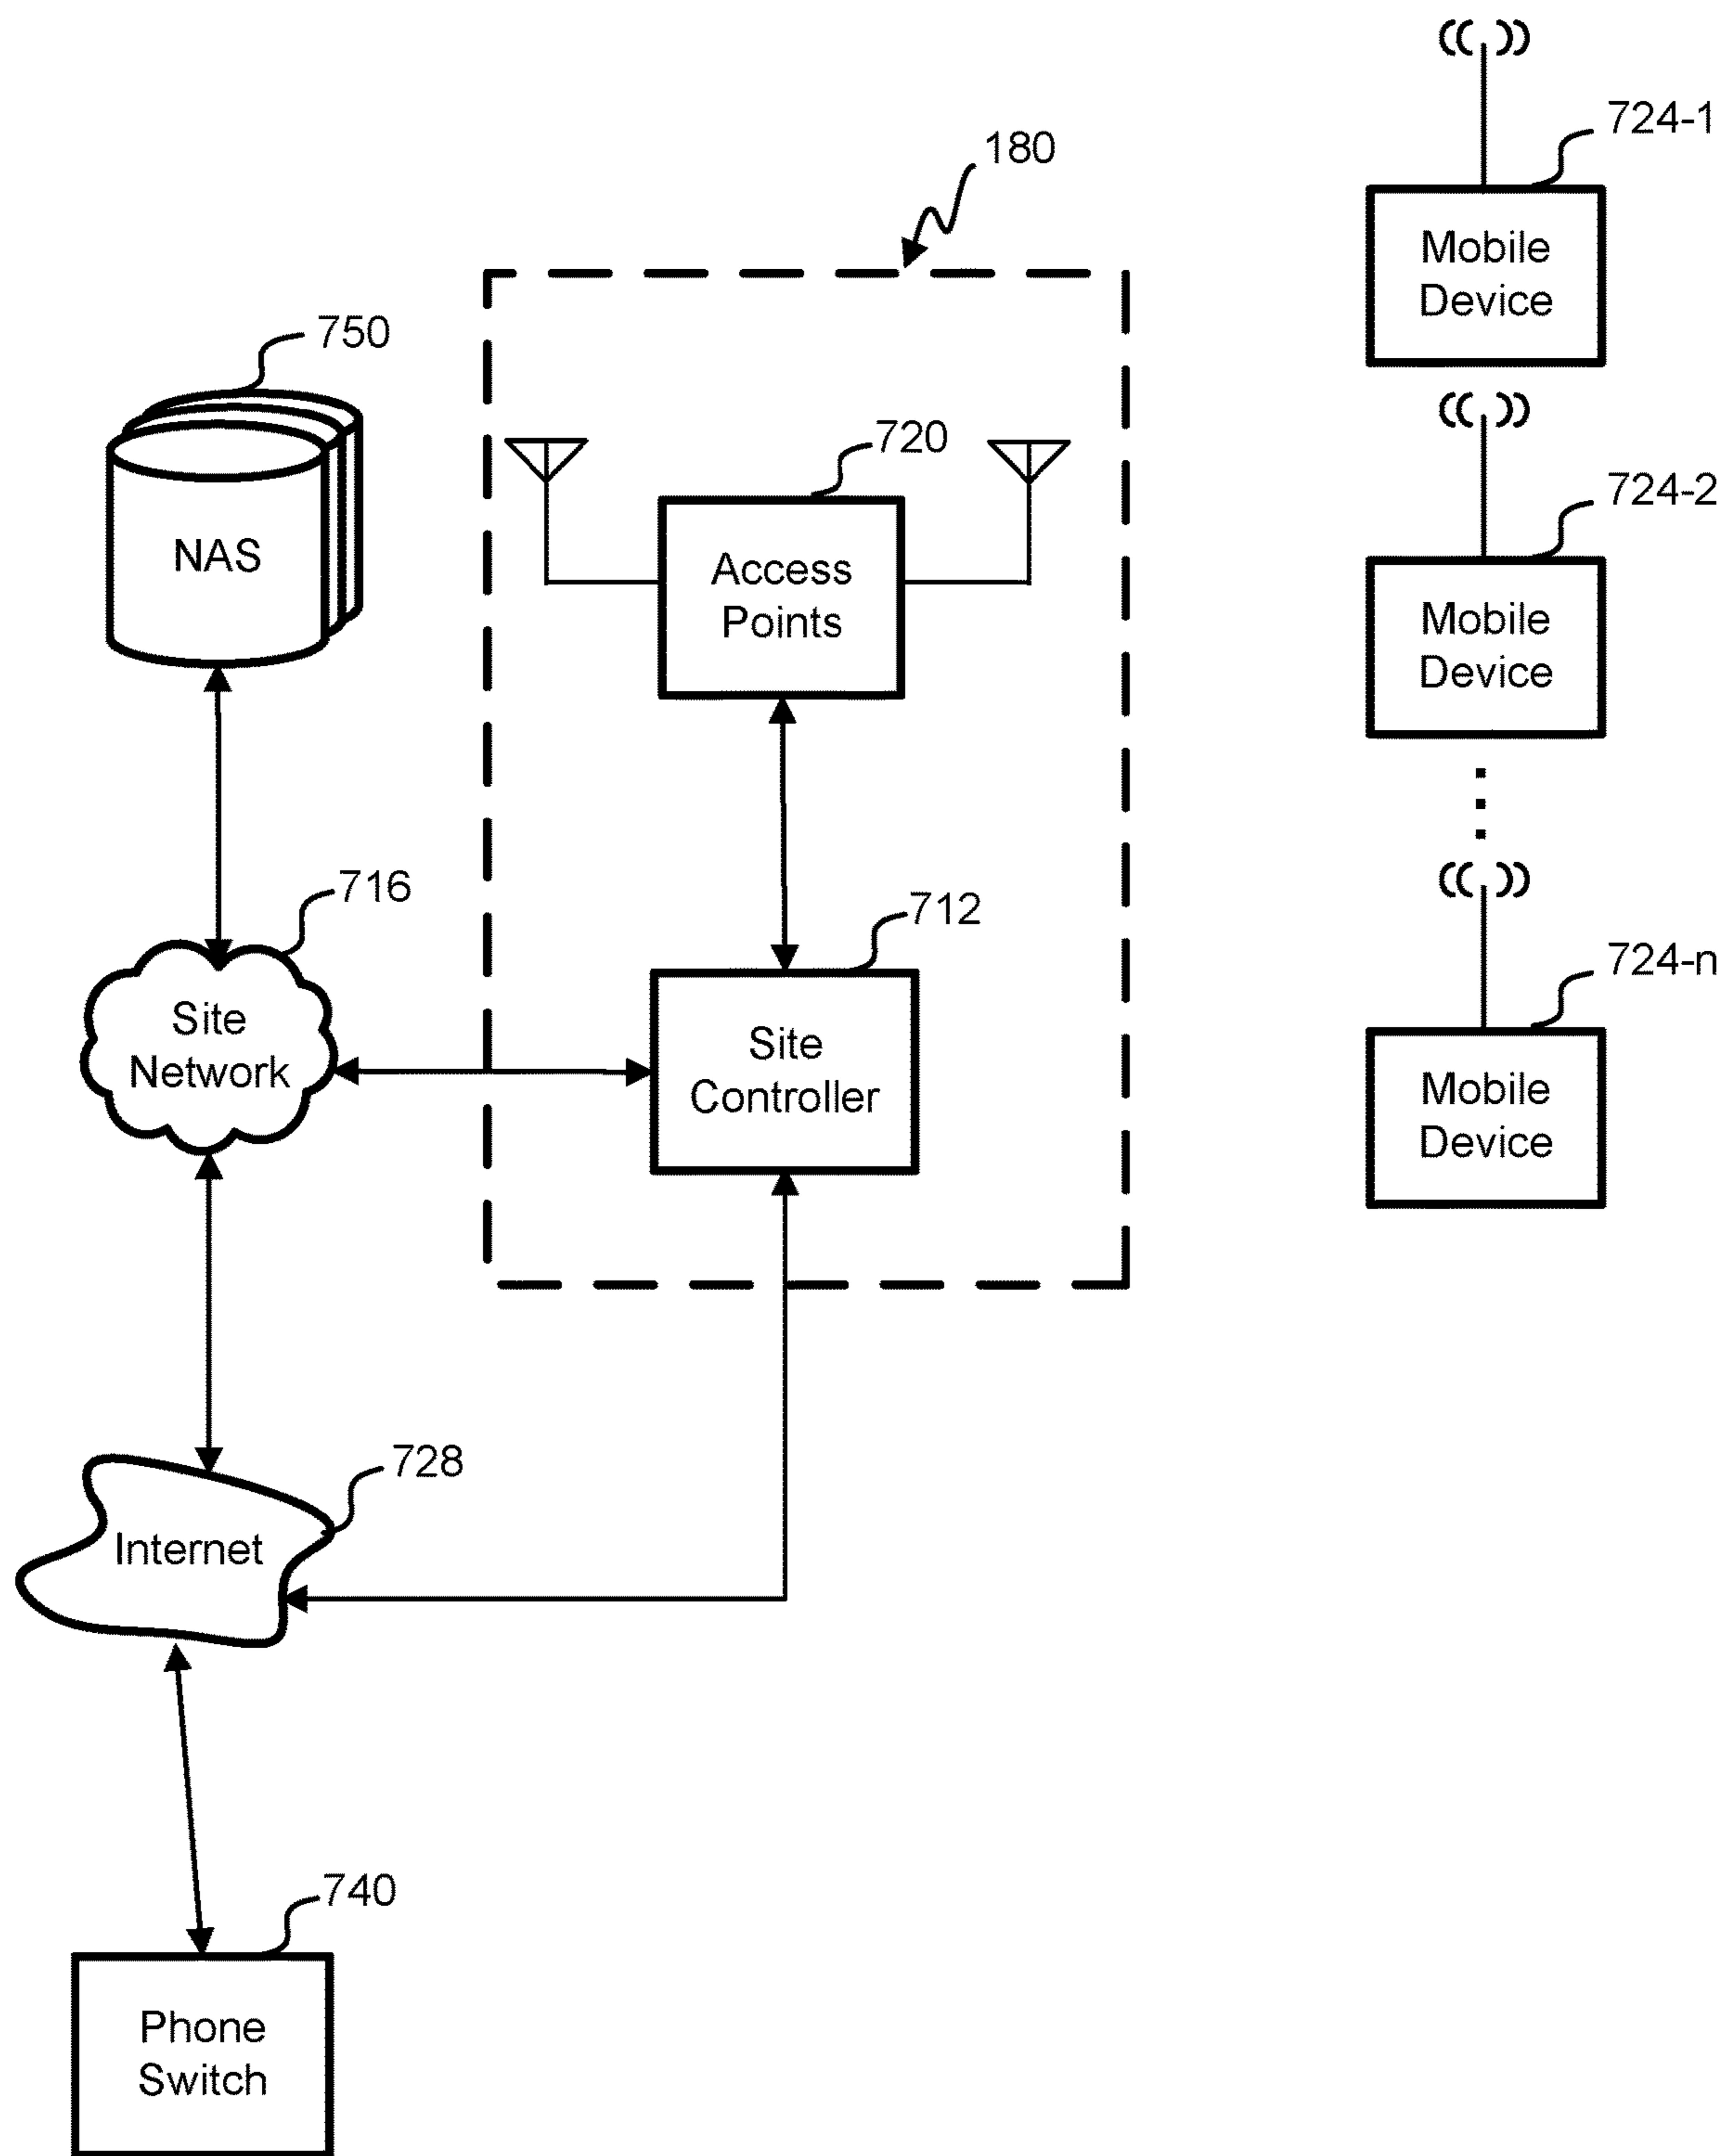 724-1
180
Mobile
Device
750
720
724-2
NAS
Access
Points
Mobile
Device
716
712
724-n
Site
Network
Site
Controller
Mobile
Device
728
Internet
740
Phone
Switch